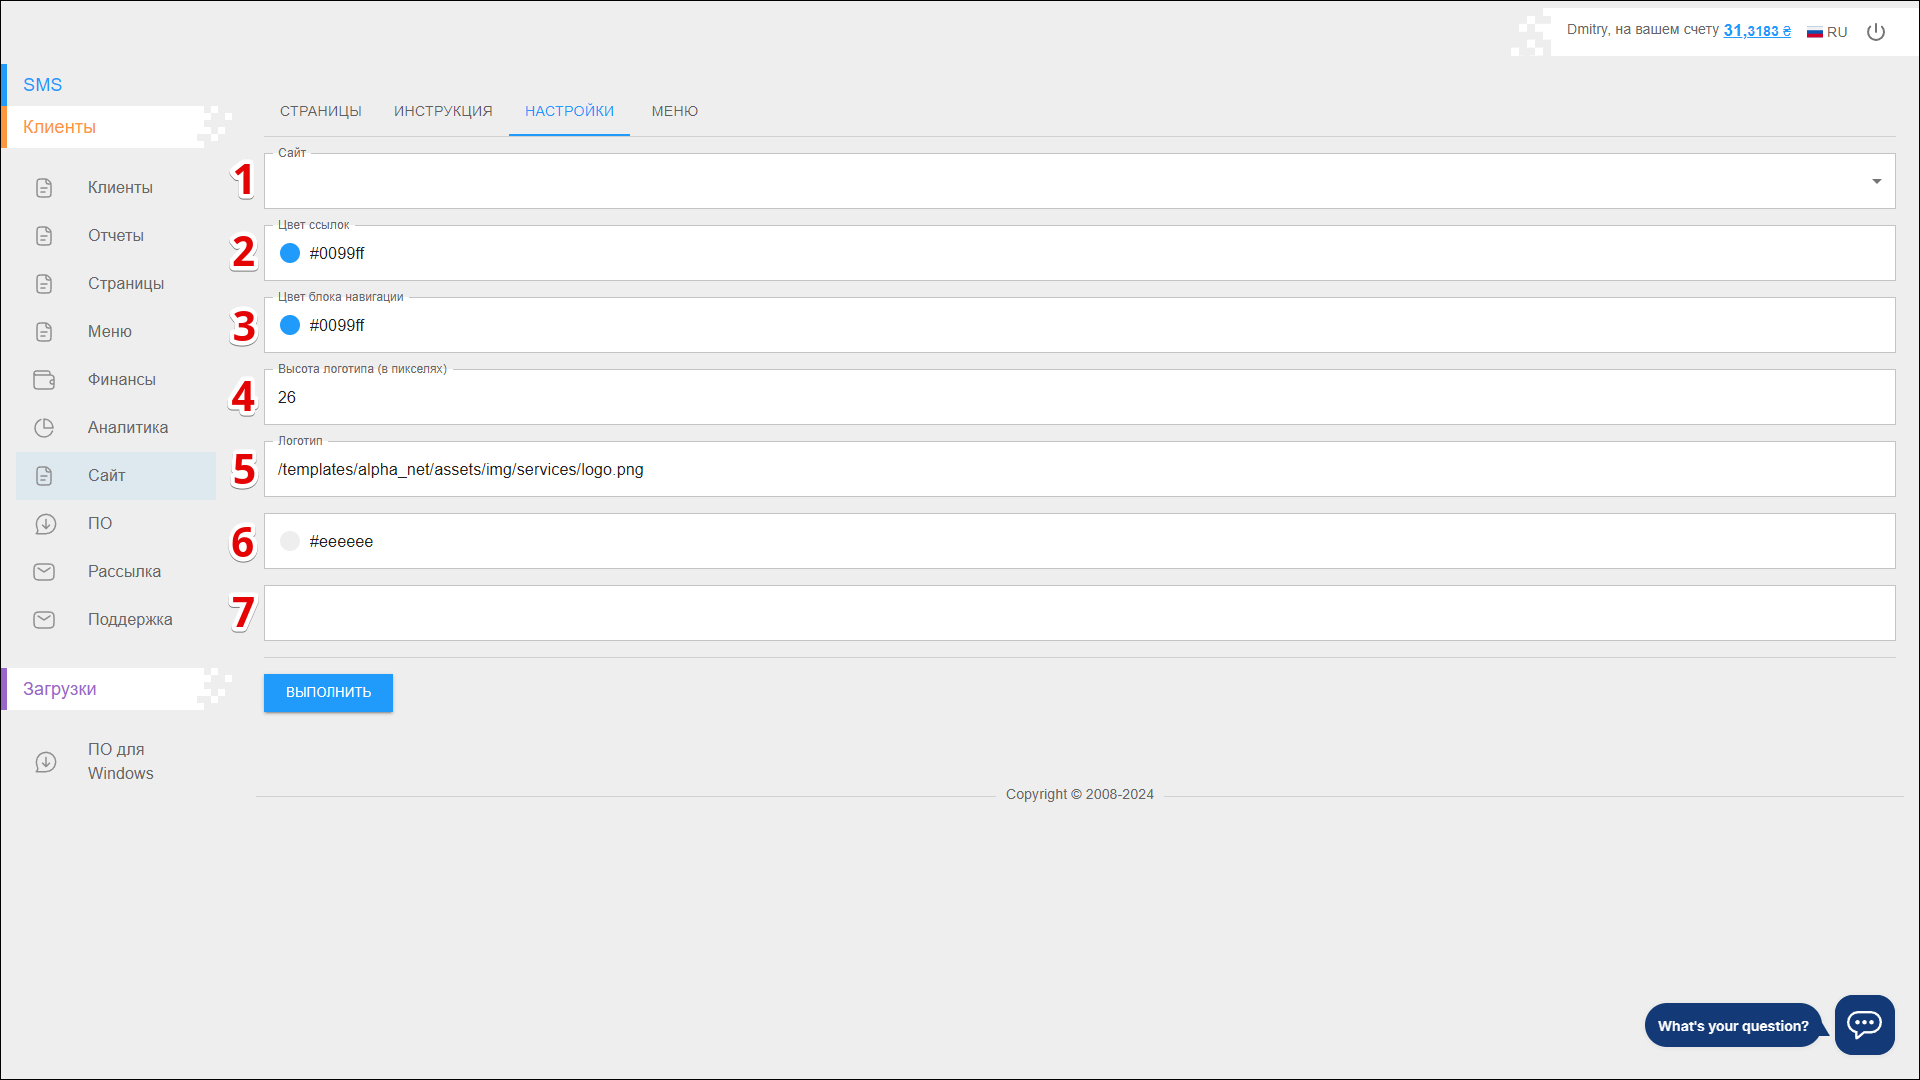 Dmitry, на вашем счету 31,3183 ₴ RU
SMS
Клиенты
Клиенты
Отчеты
Страницы
Меню
Финансы
Аналитика
Сайт
ПО
Рассылка
Поддержка
Загрузки
ПО для
Windows
СТРАНИЦЫ ИНСТРУКЦИЯ НАСТРОЙКИ МЕНЮ
Сайт
1
Цвет ссылок
2 #0099ff
Цвет блока навигации
3 #0099ff
Высота логотипа (в пикселях)
4 26
Логотип
5 /templates/alpha_net/assets/img/services/logo.png
6 #eeeeee
7
ВЫПОЛНИТЬ
Copyright © 2008-2024
What's your question?